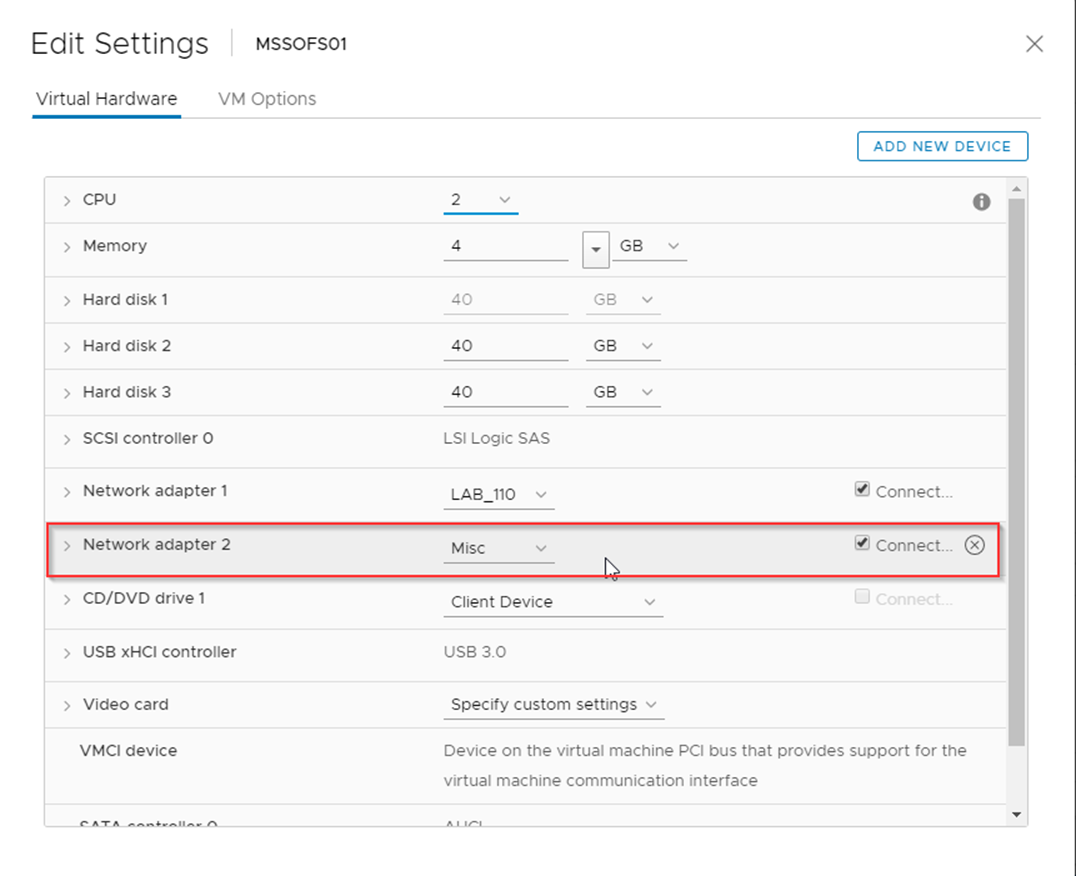 Edit Settings MSSOFS01
Virtual Hardware VM Options
ADD NEW DEVICE
CPU 2
Memory 4 GB
Hard disk 1 40 GB
Hard disk 2 40 GB
Hard disk 3 40 GB
SCSI controller 0 LSI Logic SAS
Network adapter 1 LAB_110 Connect...
Network adapter 2 Misc Connect...
CD/DVD drive 1 Client Device Connect...
USB xHCI controller USB 3.0
Video card Specify custom settings
VMCI device Device on the virtual machine PCI bus that provides support for the
virtual machine communication interface
SATA controller 0 AHCI